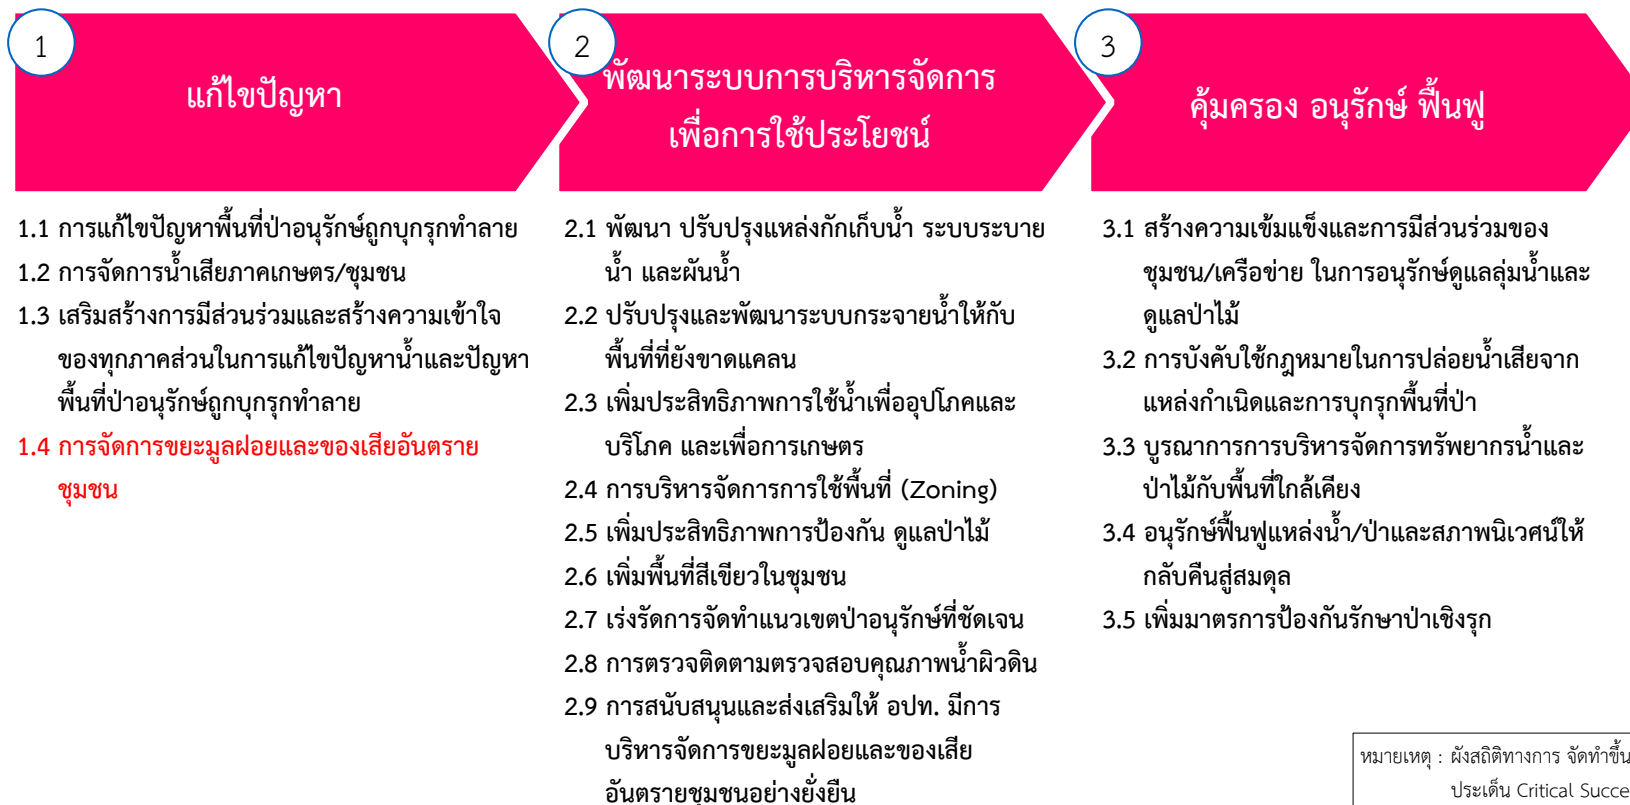 1
แก้ไขปัญหา
2
พัฒนาระบบการบริหารจัดการ
เพื่อการใช้ประโยชน์
3
คุ้มครอง อนุรักษ์ ฟื้นฟู
1.1 การแก้ไขปัญหาพื้นที่ป่าอนุรักษ์ถูกบุกรุกทำลาย
1.2 การจัดการน้ำเสียภาคเกษตร/ชุมชน
1.3 เสริมสร้างการมีส่วนร่วมและสร้างความเข้าใจ
ของทุกภาคส่วนในการแก้ไขปัญหาน้ำและปัญหา
พื้นที่ป่าอนุรักษ์ถูกบุกรุกทำลาย
1.4 การจัดการขยะมูลฝอยและของเสียอันตราย
ชุมชน
2.1 พัฒนา ปรับปรุงแหล่งกักเก็บน้ำ ระบบระบาย
น้ำ และผันน้ำ
2.2 ปรับปรุงและพัฒนาระบบกระจายน้ำให้กับ
พื้นที่ที่ยังขาดแคลน
2.3 เพิ่มประสิทธิภาพการใช้น้ำเพื่ออุปโภคและ
บริโภค และเพื่อการเกษตร
2.4 การบริหารจัดการการใช้พื้นที่ (Zoning)
2.5 เพิ่มประสิทธิภาพการป้องกัน ดูแลป่าไม้
2.6 เพิ่มพื้นที่สีเขียวในชุมชน
2.7 เร่งรัดการจัดทำแนวเขตป่าอนุรักษ์ที่ชัดเจน
2.8 การตรวจติดตามตรวจสอบคุณภาพน้ำผิวดิน
2.9 การสนับสนุนและส่งเสริมให้ อปท. มีการ
บริหารจัดการขยะมูลฝอยและของเสีย
อันตรายชุมชนอย่างยั่งยืน
3.1 สร้างความเข้มแข็งและการมีส่วนร่วมของ
ชุมชน/เครือข่าย ในการอนุรักษ์ดูแลลุ่มน้ำและ
ดูแลป่าไม้
3.2 การบังคับใช้กฎหมายในการปล่อยน้ำเสียจาก
แหล่งกำเนิดและการบุกรุกพื้นที่ป่า
3.3 บูรณาการการบริหารจัดการทรัพยากรน้ำและ
ป่าไม้กับพื้นที่ใกล้เคียง
3.4 อนุรักษ์ฟื้นฟูแหล่งน้ำ/ป่าและสภาพนิเวศน์ให้
กลับคืนสู่สมดุล
3.5 เพิ่มมาตรการป้องกันรักษาป่าเชิงรุก
หมายเหตุ : ผังสถิติทางการ จัดทำขึ้น
ประเด็น Critical Succe